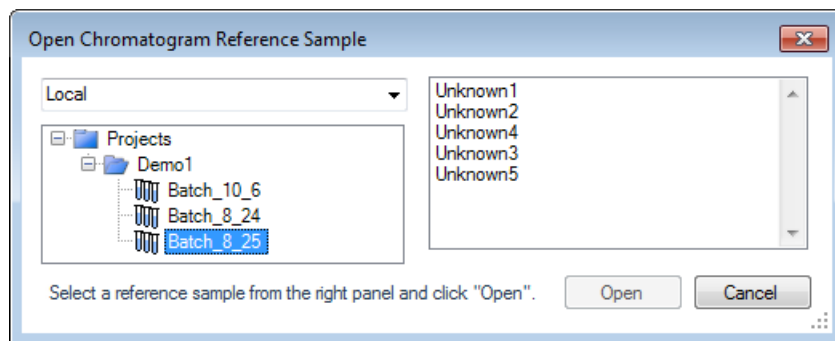 Open Chromatogram Reference Sample
Local
Projects
Demo1
Batch_10_6
Batch_8_24
Batch_8_25
Unknown1
Unknown2
Unknown4
Unknown3
Unknown5
Select a reference sample from the right panel and click "Open".
Open
Cancel